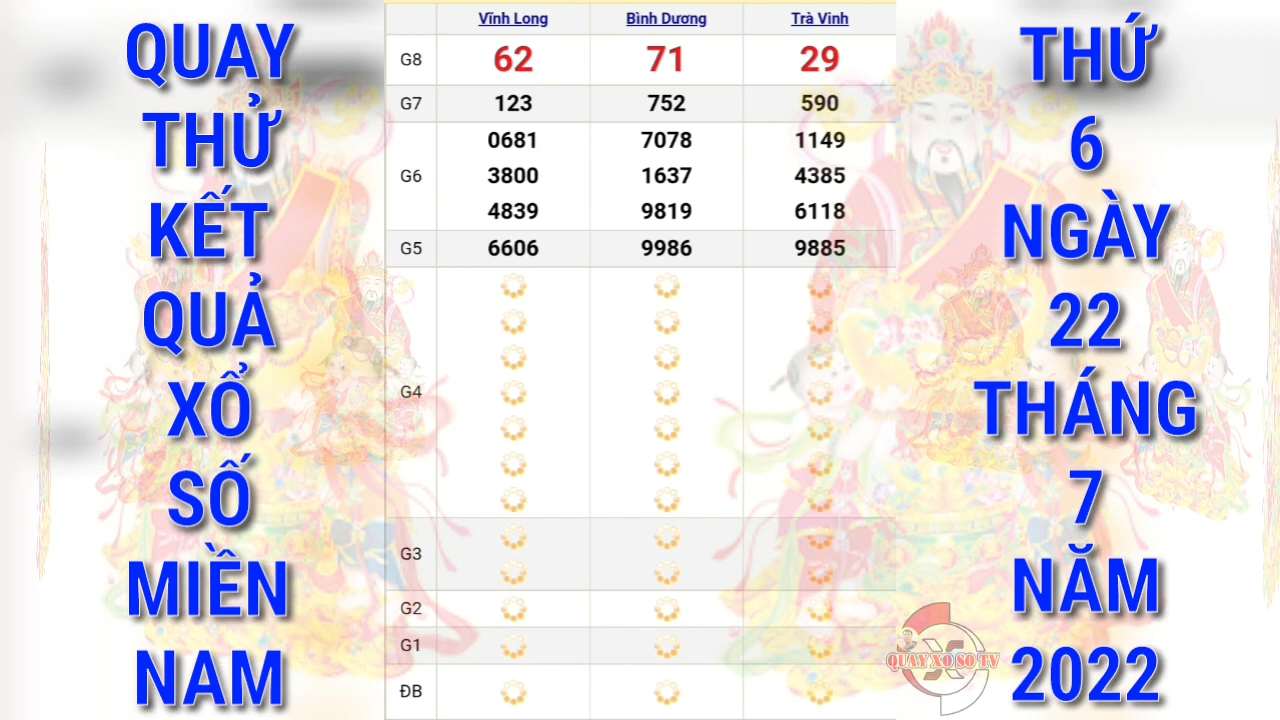 QUAY
THỬ
KẾT
QUẢ
XỔ
SỐ
MIỀN
NAM
Vĩnh Long Bình Dương Trà Vinh
G8 62 71 29
G7 123 752 590
0681 7078 1149
G6 3800 1637 4385
4839 9819 6118
G5 6606 9986 9885
G4
G3
G2
G1
ĐB
THỨ
6
NGÀY
22
THÁNG
7
NĂM
2022
QUAY XO SO TV